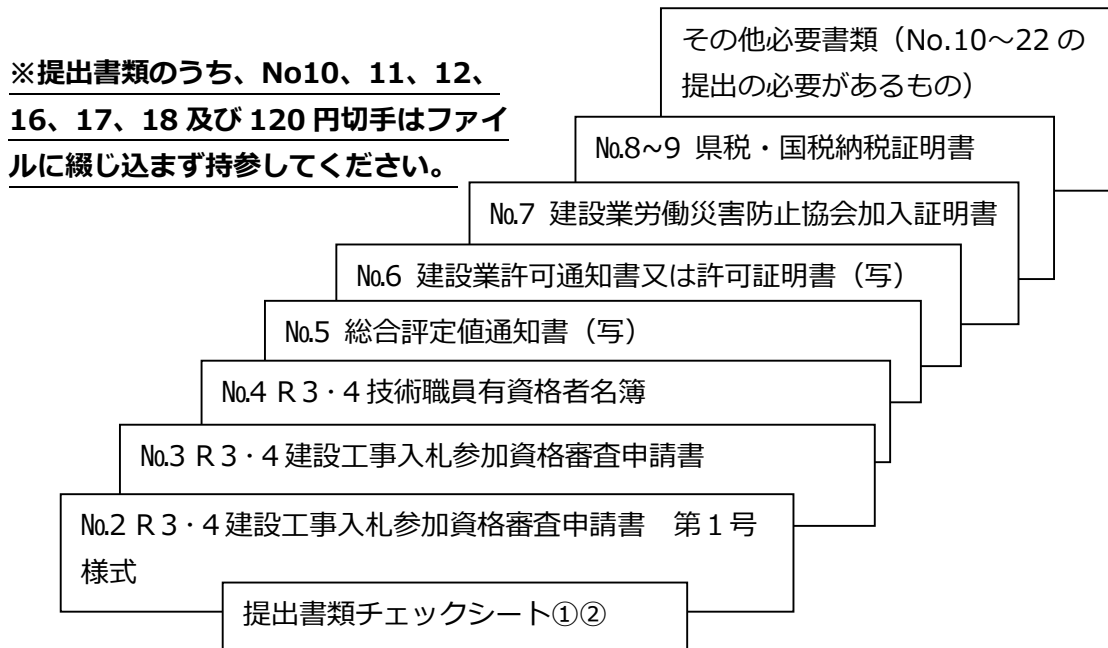 その他必要書類（No.10～22の
提出の必要があるもの）
※提出書類のうち、No10、11、12、
16、17、18 及び 120 円切手はファイ
ルに綴じ込まず持参してください。
№8~9 県税・国税納税証明書
№7 建設業労働災害防止協会加入証明書
№6 建設業許可通知書又は許可証明書（写）
№5 総合評定値通知書（写）
№4 R３･４技術職員有資格者名簿
№3 R３･４建設工事入札参加資格審査申請書
№2 R３･４建設工事入札参加資格審査申請書　第１号
様式
提出書類チェックシート①②